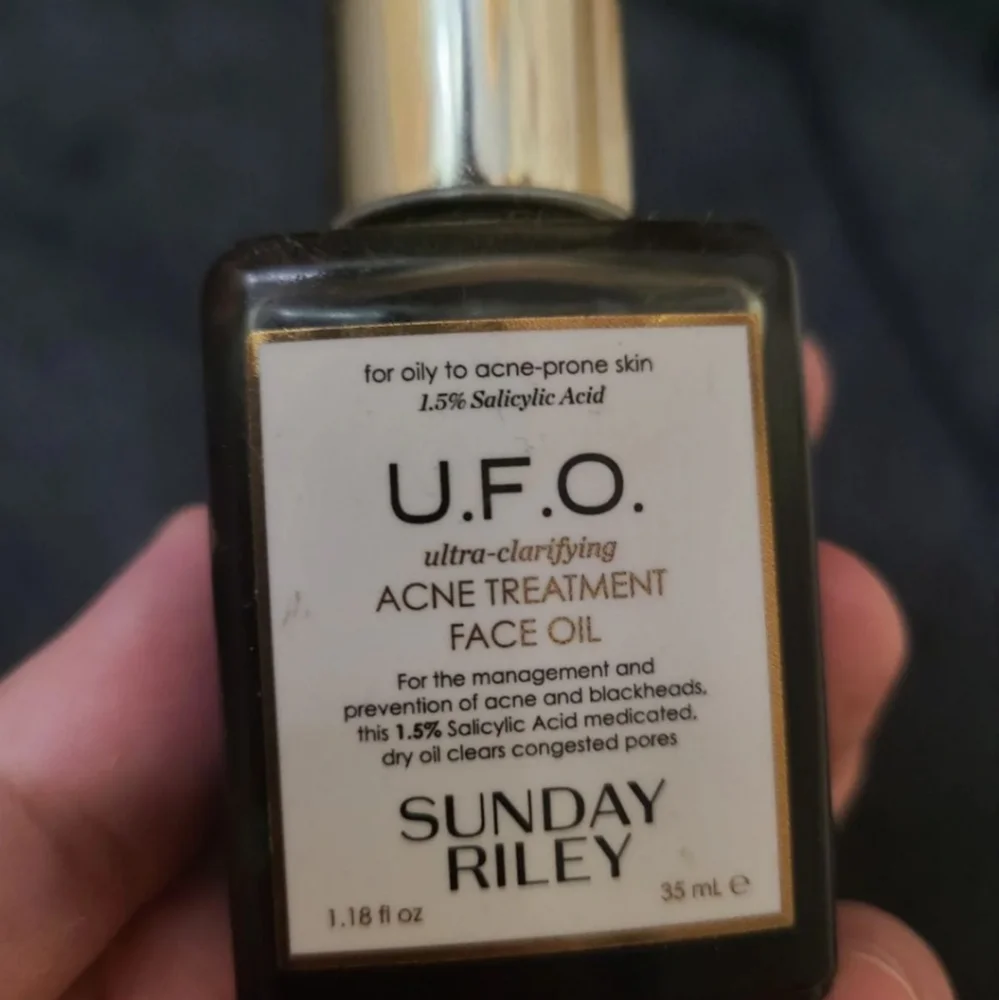 for oily to acne-prone skin
1.5% Salicylic Acid
U.F.O.
ultra-clarifying
ACNE TREATMENT
FACE OIL
For the management and
prevention of acne and blackheads,
this 1.5% Salicylic Acid medicated,
dry oil clears congested pores
SUNDAY
RILEY
1.18 fl oz
35 mL ℮